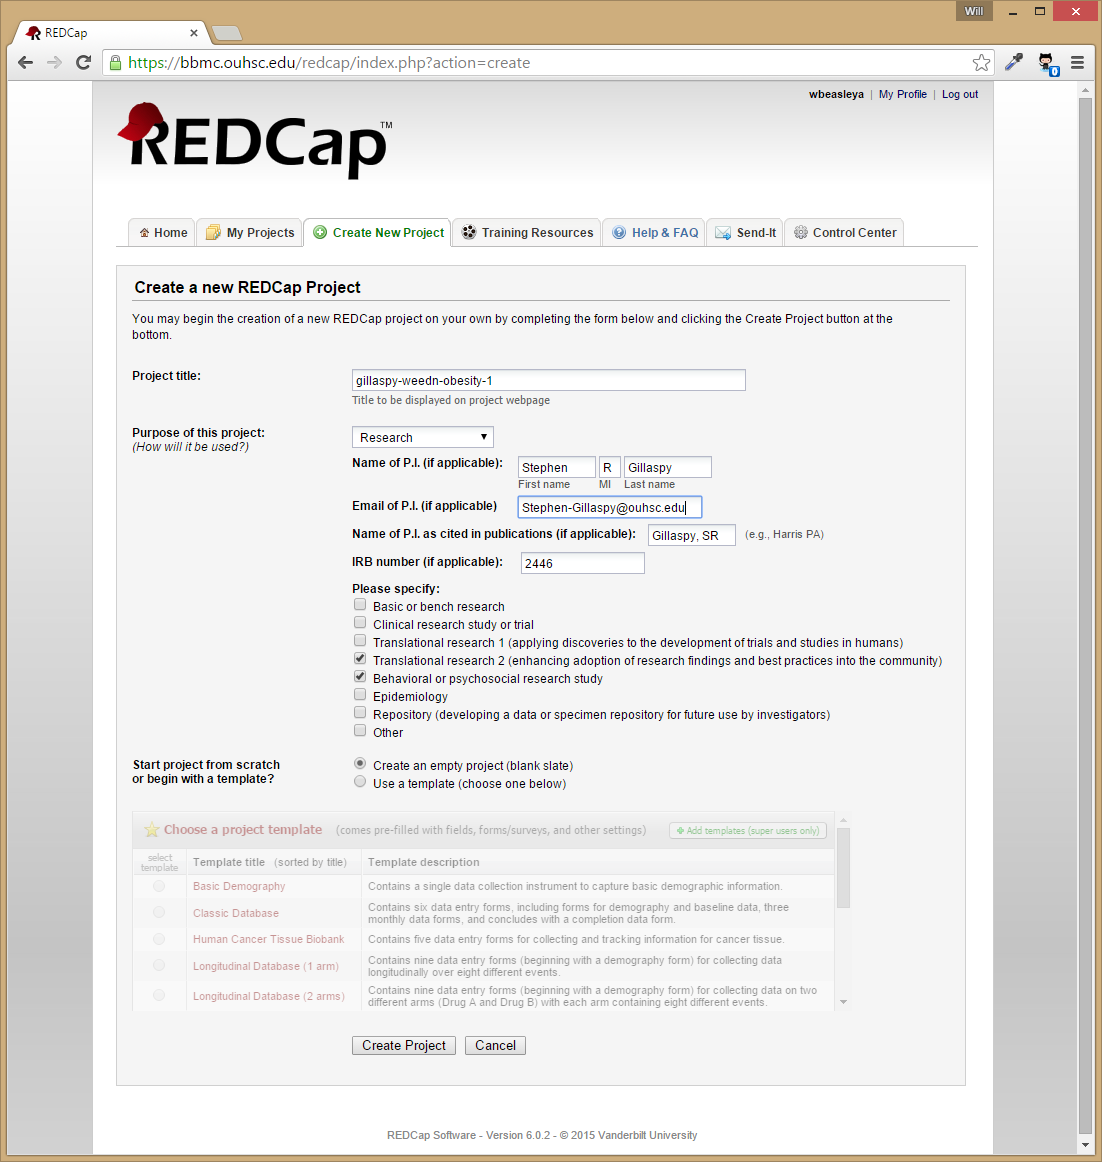 Will
REDCap
https://bbmc.ouhsc.edu/redcap/index.php?action=create
0
wbeasleya | My Profile | Log out
REDCap™
Home My Projects Create New Project Training Resources Help & FAQ Send-It Control Center
Create a new REDCap Project
You may begin the creation of a new REDCap project on your own by completing the form below and clicking the Create Project button at the
bottom.
Project title: gillaspy-weedn-obesity-1
Title to be displayed on project webpage
Purpose of this project:
(How will it be used?)
Research
Name of P.I. (if applicable): Stephen R Gillaspy
First name MI Last name
Email of P.I. (if applicable) Stephen-Gillaspy@ouhsc.edu
Name of P.I. as cited in publications (if applicable): Gillaspy, SR (e.g., Harris PA)
IRB number (if applicable): 2446
Please specify:
Basic or bench research
Clinical research study or trial
Translational research 1 (applying discoveries to the development of trials and studies in humans)
Translational research 2 (enhancing adoption of research findings and best practices into the community)
Behavioral or psychosocial research study
Epidemiology
Repository (developing a data or specimen repository for future use by investigators)
Other
Start project from scratch
or begin with a template?
Create an empty project (blank slate)
Use a template (choose one below)
Choose a project template (comes pre-filled with fields, forms/surveys, and other settings) Add templates (super users only)
select
template
Template title (sorted by title) Template description
Basic Demography Contains a single data collection instrument to capture basic demographic information.
Classic Database Contains six data entry forms, including forms for demography and baseline data, three
monthly data forms, and concludes with a completion data form.
Human Cancer Tissue Biobank Contains five data entry forms for collecting and tracking information for cancer tissue.
Longitudinal Database (1 arm) Contains nine data entry forms (beginning with a demography form) for collecting data
longitudinally over eight different events.
Longitudinal Database (2 arms) Contains nine data entry forms (beginning with a demography form) for collecting data on two
different arms (Drug A and Drug B) with each arm containing eight different events.
Create Project Cancel
REDCap Software - Version 6.0.2 - © 2015 Vanderbilt University